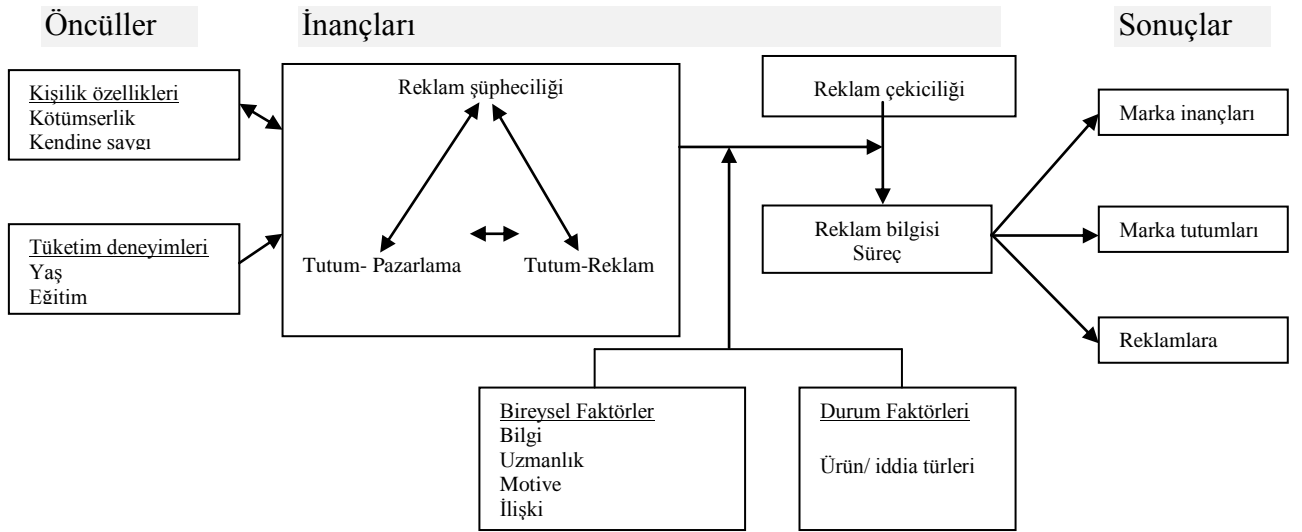 Öncüller
İnançları
Sonuçlar
Kişilik özellikleri
Kötümserlik
Kendine saygı
Tüketim deneyimleri
Yaş
Eğitim
Reklam şüpheciliği
Tutum- Pazarlama
Tutum-Reklam
Reklam çekiciliği
Reklam bilgisi
Süreç
Bireysel Faktörler
Bilgi
Uzmanlık
Motive
İlişki
Durum Faktörleri
Ürün/ iddia türleri
Marka inançları
Marka tutumları
Reklamlara